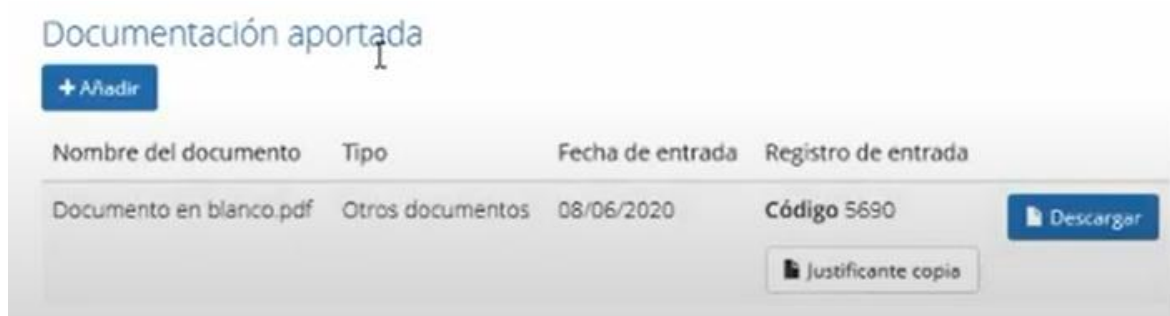 Documentación aportada
+ Añadir
Nombre del documento Tipo Fecha de entrada Registro de entrada
Documento en blanco.pdf Otros documentos 08/06/2020 Código 5690 Descargar
Justificante copia